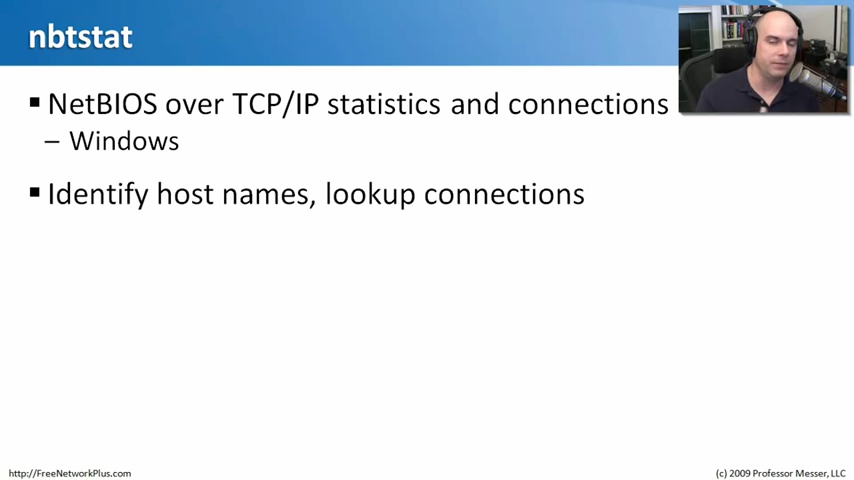 nbtstat
▪ NetBIOS over TCP/IP statistics and connections
– Windows
▪ Identify host names, lookup connections
http://FreeNetworkPlus.com
(c) 2009 Professor Messer, LLC